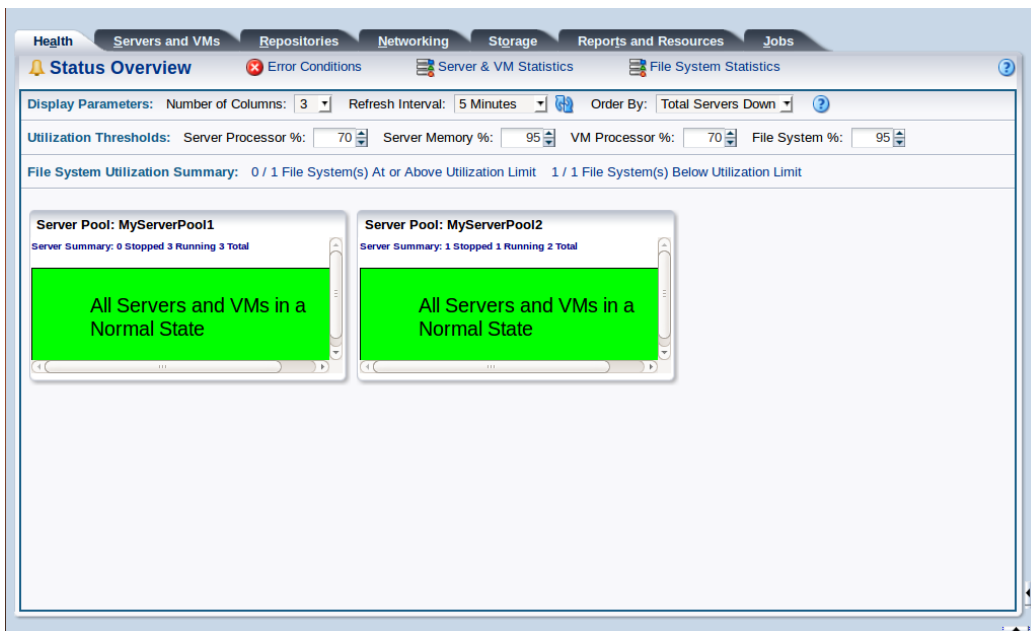 Health Servers and VMs Repositories Networking Storage Reports and Resources Jobs
Status Overview Error Conditions Server & VM Statistics File System Statistics
Display Parameters: Number of Columns: 3 Refresh Interval: 5 Minutes Order By: Total Servers Down
Utilization Thresholds: Server Processor %: 70 Server Memory %: 95 VM Processor %: 70 File System %: 95
File System Utilization Summary: 0 / 1 File System(s) At or Above Utilization Limit 1 / 1 File System(s) Below Utilization Limit
Server Pool: MyServerPool1
Server Summary: 0 Stopped 3 Running 3 Total
All Servers and VMs in a
Normal State
Server Pool: MyServerPool2
Server Summary: 1 Stopped 1 Running 2 Total
All Servers and VMs in a
Normal State